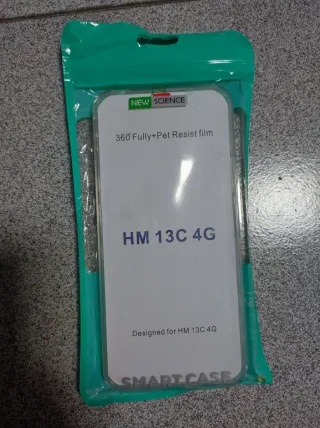 NEW SCIENCE
360°Fully+Pet Resist film
HM 13C 4G
Designed for HM 13C 4G
SMART CASE